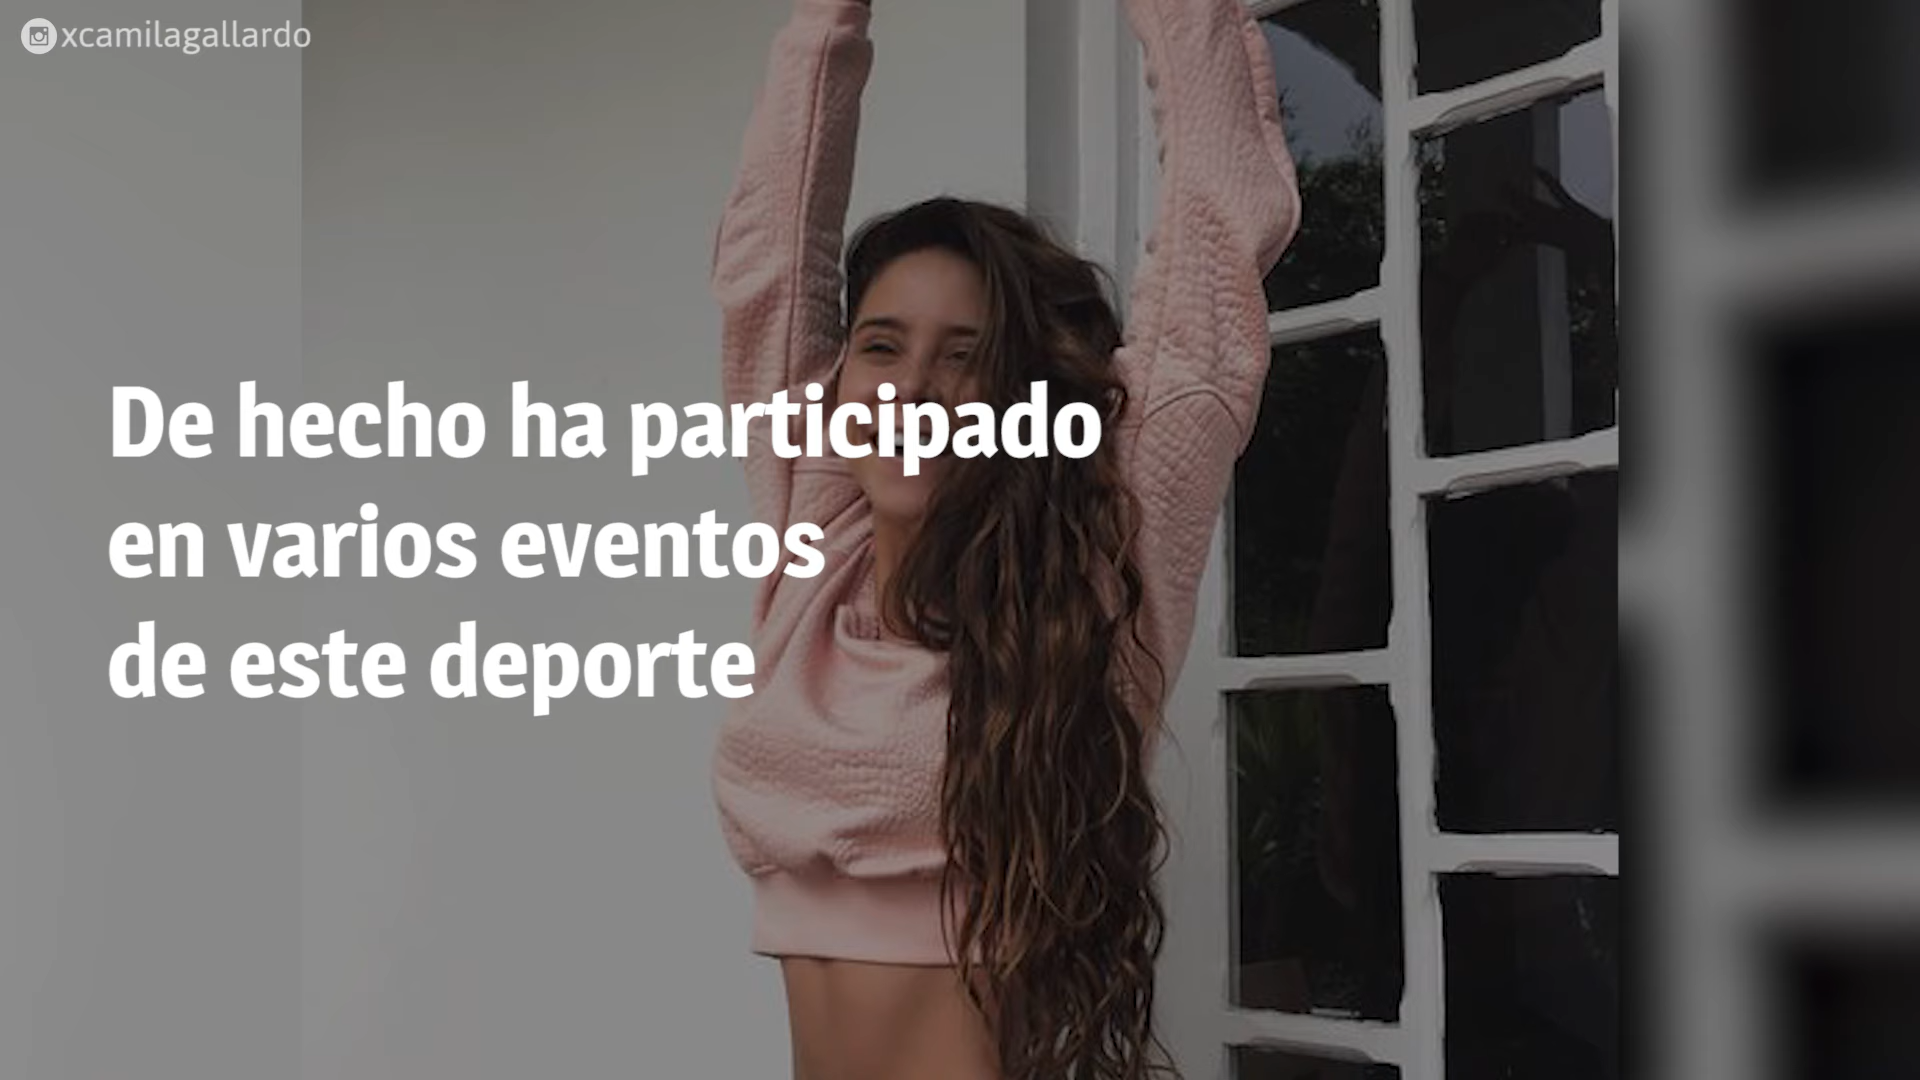 xcamilagallardo
De hecho ha participado
en varios eventos
de este deporte